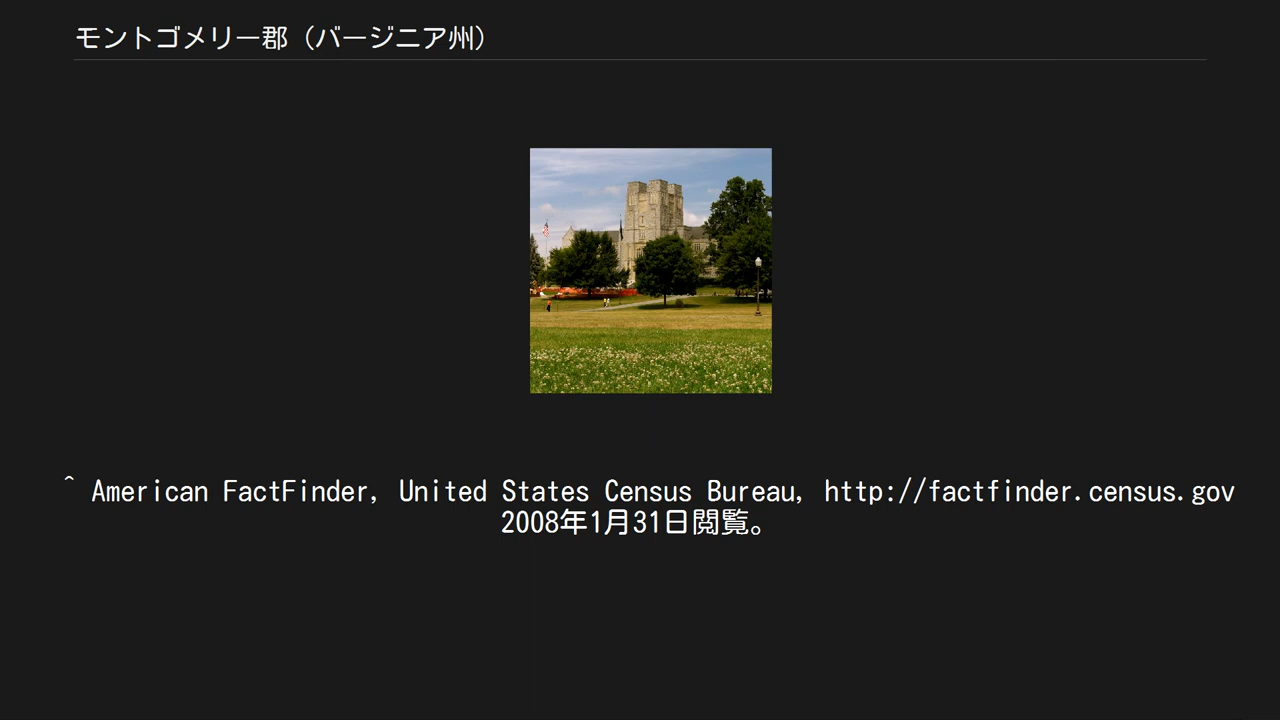 モントゴメリー郡（バージニア州）
^ American FactFinder, United States Census Bureau, http://factfinder.census.gov
2008年1月31日閲覧。